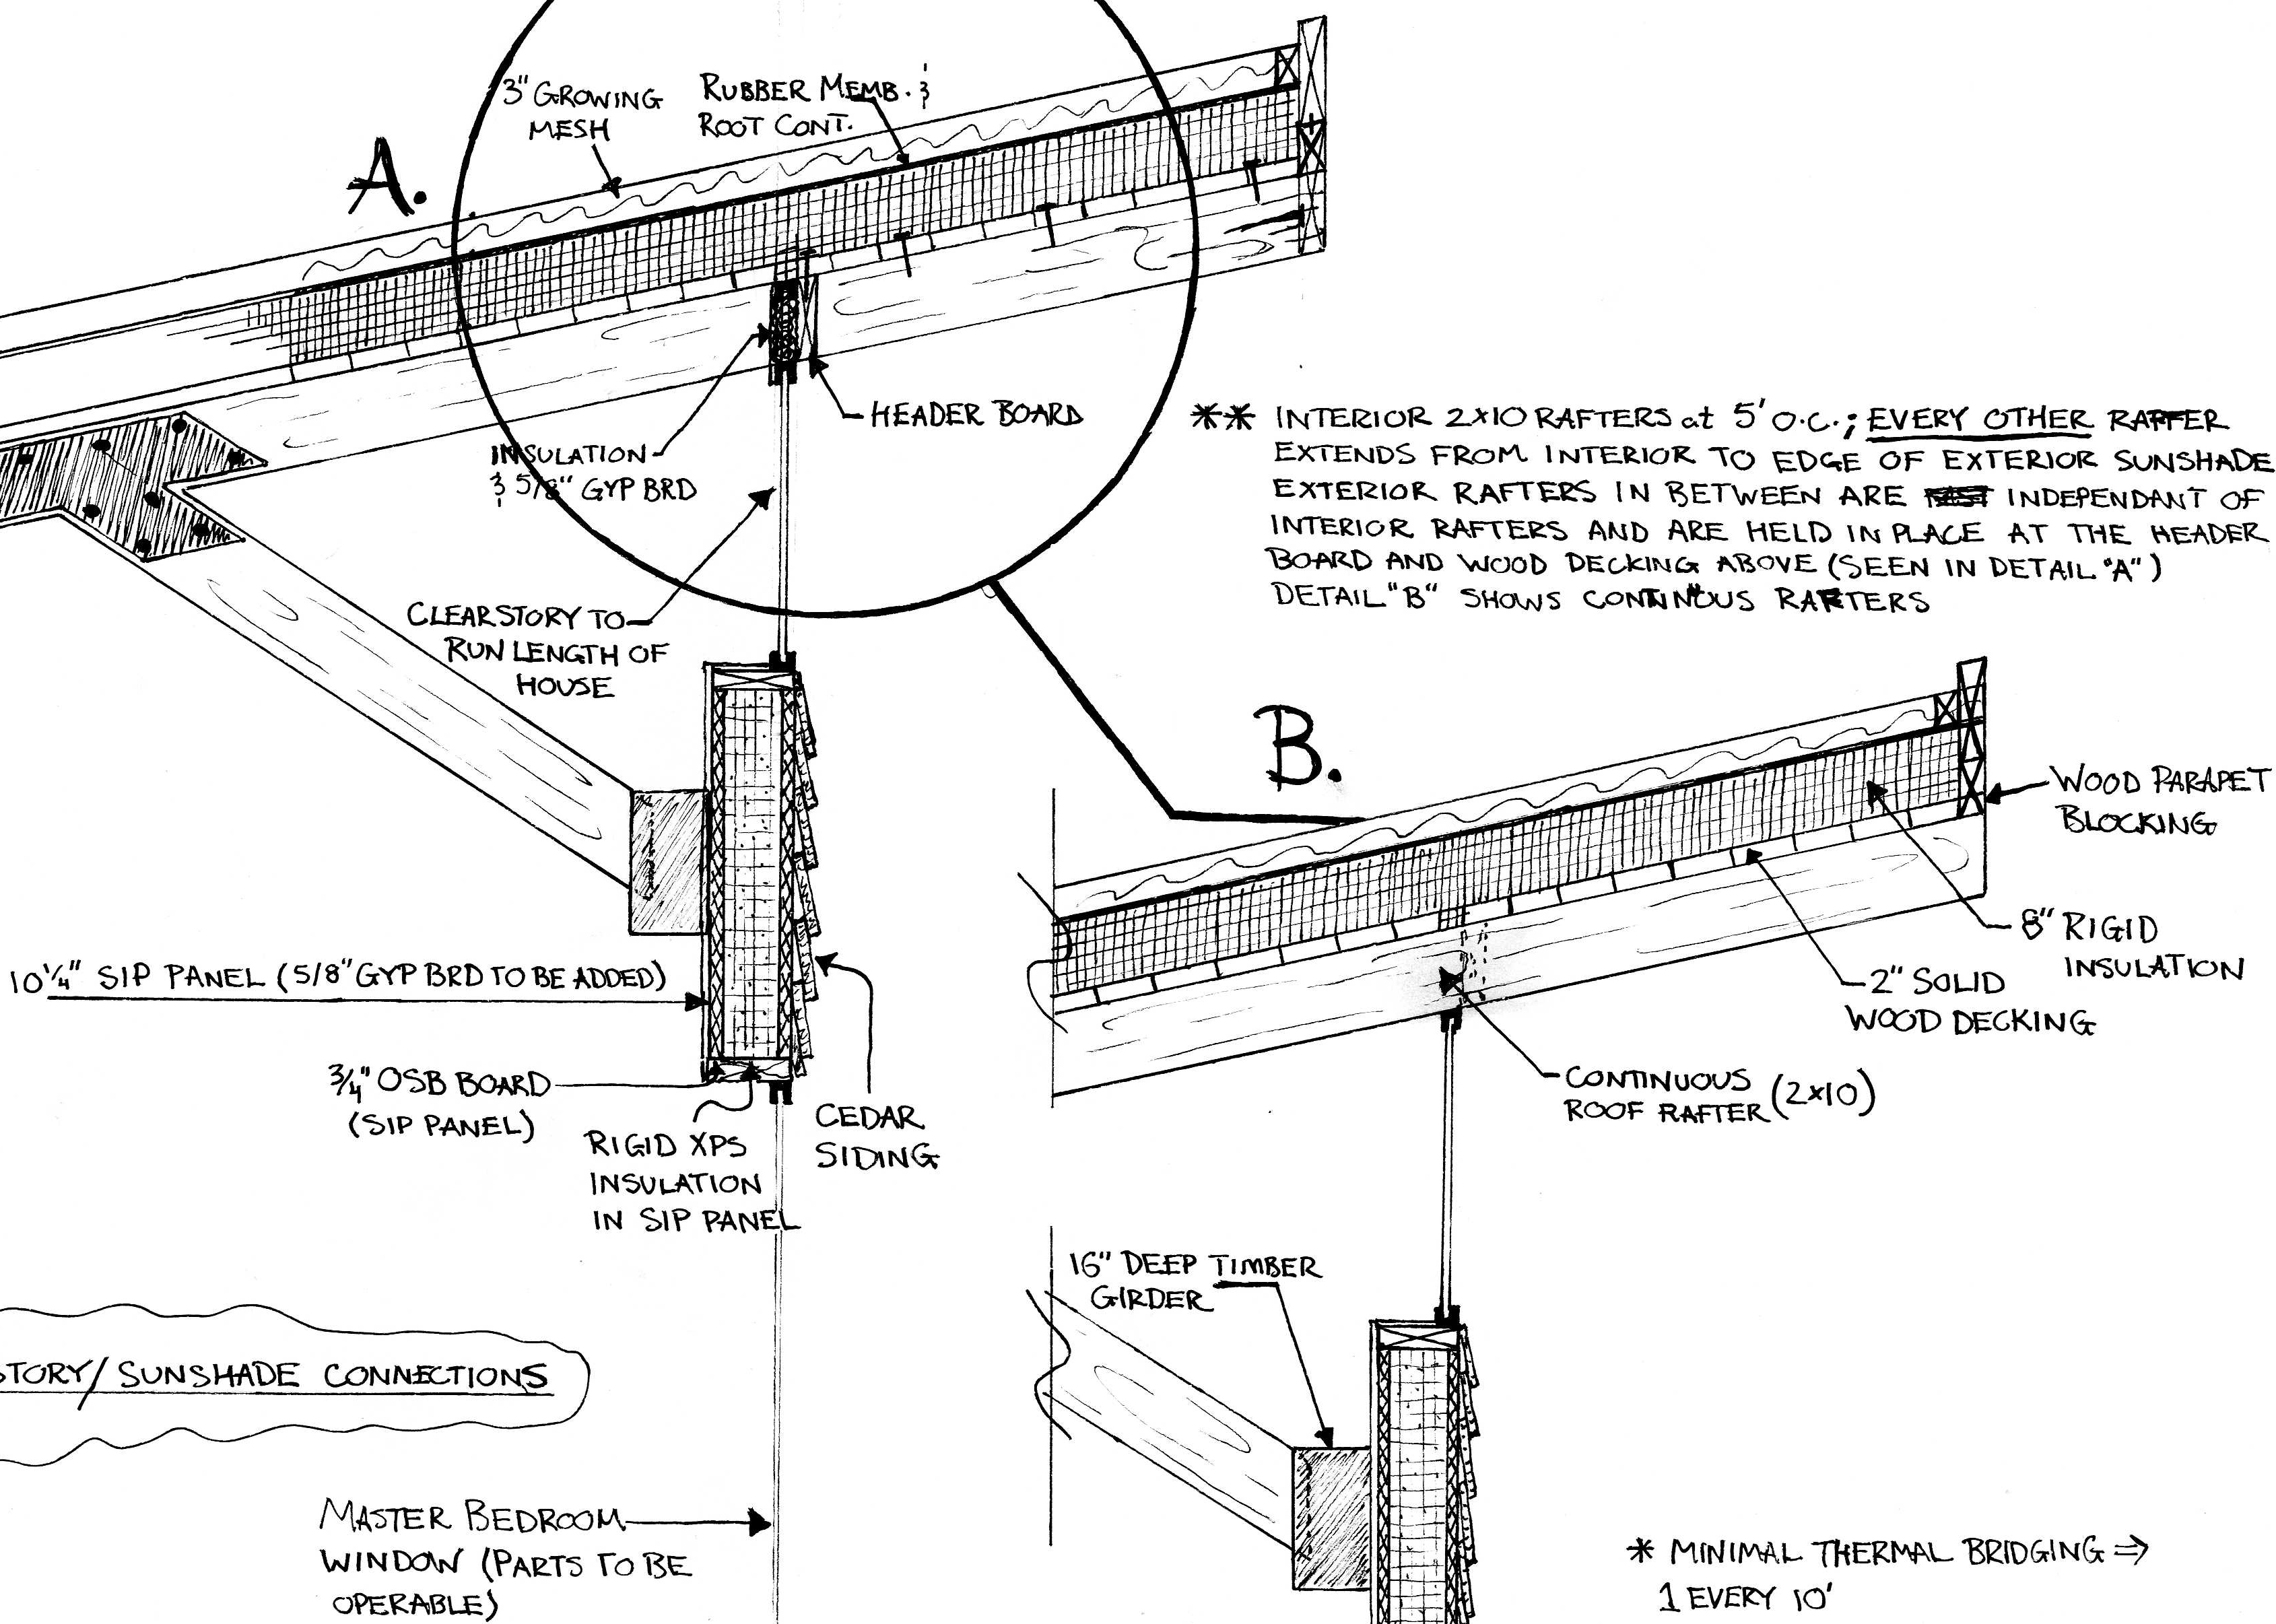 3" GROWING
MESH
RUBBER MEMB. &
ROOT CONT.
A.
HEADER BOARD
INSULATION
& 5/8" GYP BRD
** INTERIOR 2x10 RAFTERS at 5' O.C.; EVERY OTHER RAFTER
EXTENDS FROM INTERIOR TO EDGE OF EXTERIOR SUNSHADE
EXTERIOR RAFTERS IN BETWEEN ARE INDEPENDANT OF
INTERIOR RAFTERS AND ARE HELD IN PLACE AT THE HEADER
BOARD AND WOOD DECKING ABOVE (SEEN IN DETAIL "A")
DETAIL "B" SHOWS CONTINUOUS RAFTERS
CLEARSTORY TO
RUN LENGTH OF
HOUSE
B.
WOOD PARAPET
BLOCKING
8" RIGID
INSULATION
2" SOLID
WOOD DECKING
CONTINUOUS
ROOF RAFTER (2x10)
10 1/4" SIP PANEL (5/8" GYP BRD TO BE ADDED)
3/4" OSB BOARD
(SIP PANEL)
RIGID XPS
INSULATION
IN SIP PANEL
CEDAR
SIDING
16" DEEP TIMBER
GIRDER
STORY/ SUNSHADE CONNECTIONS
MASTER BEDROOM
WINDOW (PARTS TO BE
OPERABLE)
* MINIMAL THERMAL BRIDGING ⇒
1 EVERY 10'